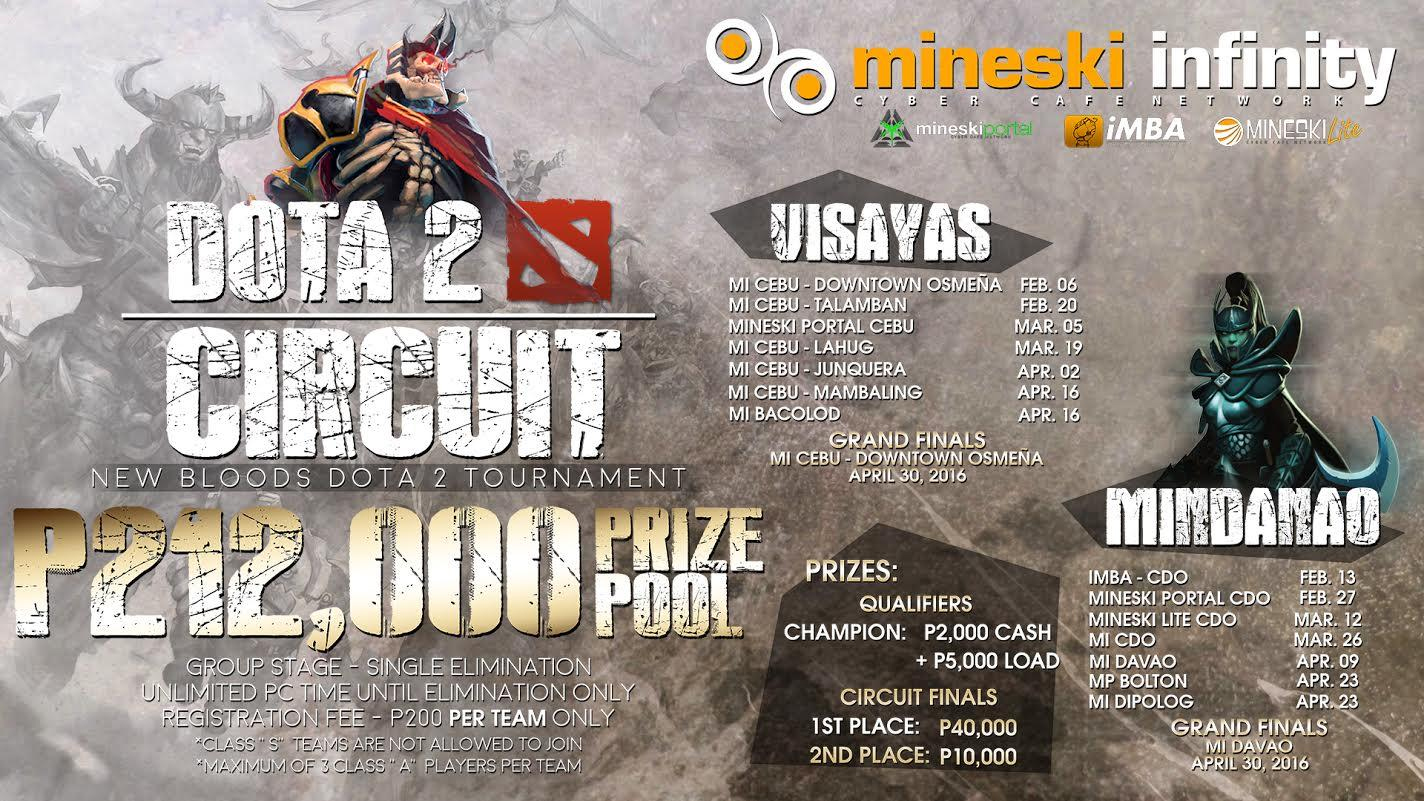 mineski infinity
CYBER CAFE NETWORK
mineskiportal
CYBER CAFE NETWORK
iMBA
MINESKI Lite
CYBER CAFE NETWORK
DOTA 2
CIRCUIT
NEW BLOODS DOTA 2 TOURNAMENT
P212,000 PRIZE POOL
GROUP STAGE - SINGLE ELIMINATION
UNLIMITED PC TIME UNTIL ELIMINATION ONLY
REGISTRATION FEE - P200 PER TEAM ONLY
*CLASS " S" TEAMS ARE NOT ALLOWED TO JOIN
*MAXIMUM OF 3 CLASS " A" PLAYERS PER TEAM
VISAYAS
MI CEBU - DOWNTOWN OSMEÑA FEB. 06
MI CEBU - TALAMBAN FEB. 20
MINESKI PORTAL CEBU MAR. 05
MI CEBU - LAHUG MAR. 19
MI CEBU - JUNQUERA APR. 02
MI CEBU - MAMBALING APR. 16
MI BACOLOD APR. 16
GRAND FINALS
MI CEBU - DOWNTOWN OSMEÑA
APRIL 30, 2016
PRIZES:
QUALIFIERS
CHAMPION: P2,000 CASH
+ P5,000 LOAD
CIRCUIT FINALS
1ST PLACE: P40,000
2ND PLACE: P10,000
MINDANAO
IMBA - CDO FEB. 13
MINESKI PORTAL CDO FEB. 27
MINESKI LITE CDO MAR. 12
MI CDO MAR. 26
MI DAVAO APR. 09
MP BOLTON APR. 23
MI DIPOLOG APR. 23
GRAND FINALS
MI DAVAO
APRIL 30, 2016